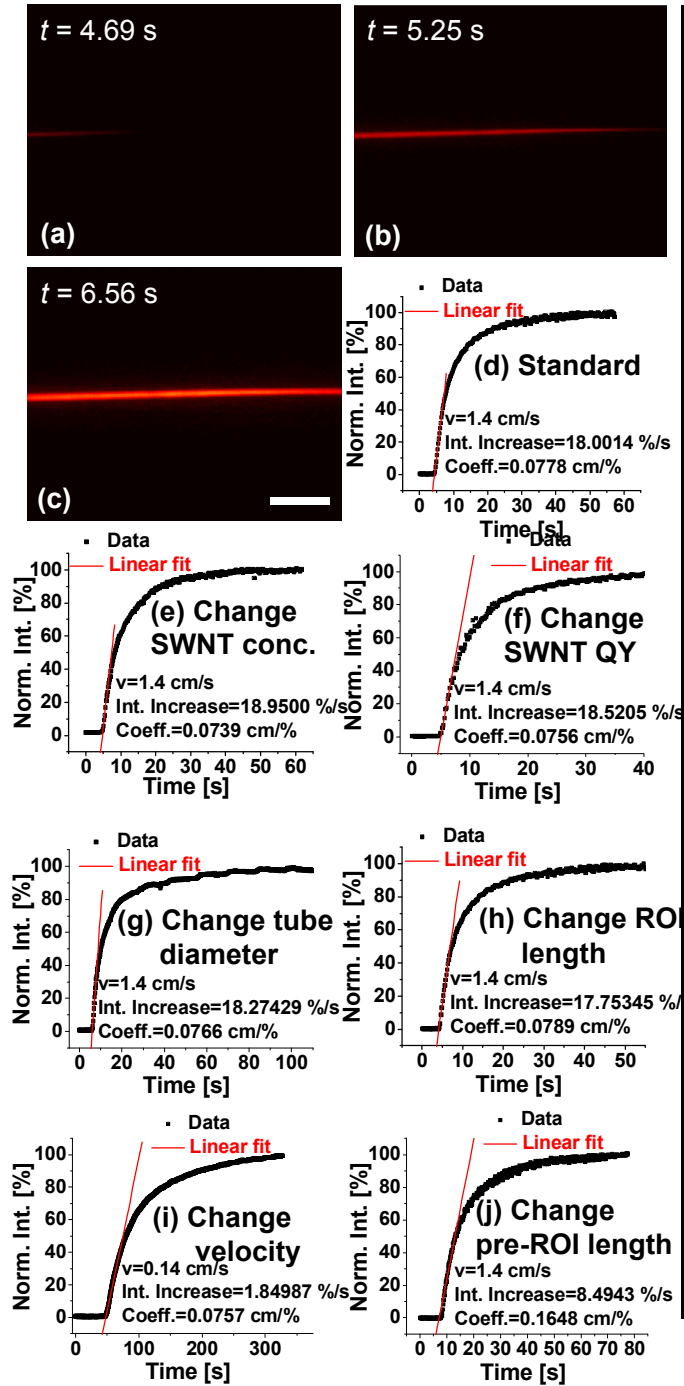 t = 4.69 s
t = 5.25 s
(a)
(b)
t = 6.56 s
(c)
Data
Linear fit
(d) Standard
v=1.4 cm/s
Int. Increase=18.0014 %/s
Coeff.=0.0778 cm/%
Norm. Int. [%]
100
80
60
40
20
0
0 10 20 30 40 50 60
Time [s]
Data
Linear fit
(e) Change
SWNT conc.
v=1.4 cm/s
Int. Increase=18.9500 %/s
Coeff.=0.0739 cm/%
Norm. Int. [%]
100
80
60
40
20
0
0 10 20 30 40 50 60
Time [s]
Data
Linear fit
(f) Change
SWNT QY
v=1.4 cm/s
Int. Increase=18.5205 %/s
Coeff.=0.0756 cm/%
Norm. Int. [%]
100
80
60
40
20
0
0 10 20 30 40
Time [s]
Data
Linear fit
(g) Change tube
diameter
v=1.4 cm/s
Int. Increase=18.27429 %/s
Coeff.=0.0766 cm/%
Norm. Int. [%]
100
80
60
40
20
0
0 20 40 60 80 100
Time [s]
Data
Linear fit
(h) Change ROI
length
v=1.4 cm/s
Int. Increase=17.75345 %/s
Coeff.=0.0789 cm/%
Norm. Int. [%]
100
80
60
40
20
0
0 10 20 30 40 50
Time [s]
Data
Linear fit
(i) Change
velocity
v=0.14 cm/s
Int. Increase=1.84987 %/s
Coeff.=0.0757 cm/%
Norm. Int. [%]
100
80
60
40
20
0
0 100 200 300
Time [s]
Data
Linear fit
(j) Change
pre-ROI length
v=1.4 cm/s
Int. Increase=8.4943 %/s
Coeff.=0.1648 cm/%
Norm. Int. [%]
100
80
60
40
20
0
0 10 20 30 40 50 60 70 80
Time [s]